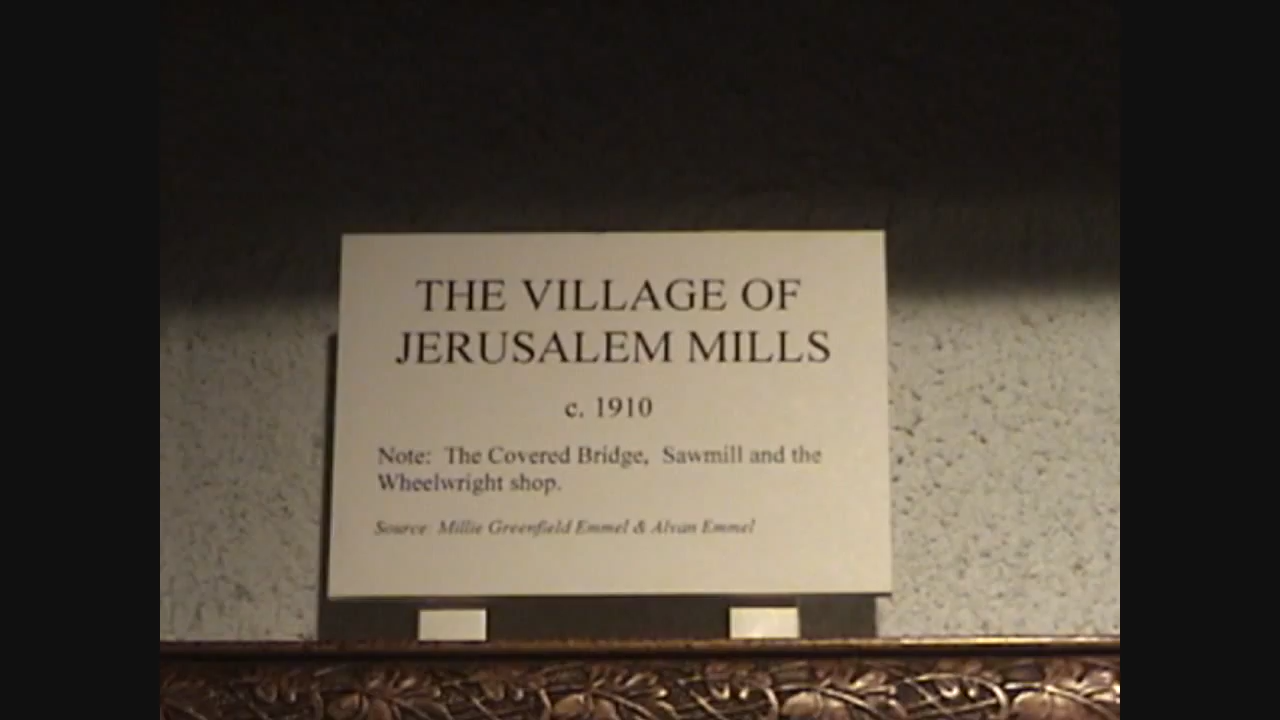 THE VILLAGE OF
JERUSALEM MILLS
c. 1910
Note: The Covered Bridge, Sawmill and the
Wheelwright shop.
Source: Millie Greenfield Emmel & Alvan Emmel